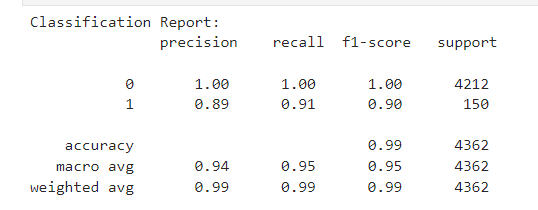 Classification Report:
precision recall f1-score support
0 1.00 1.00 1.00 4212
1 0.89 0.91 0.90 150
accuracy 0.99 4362
macro avg 0.94 0.95 0.95 4362
weighted avg 0.99 0.99 0.99 4362